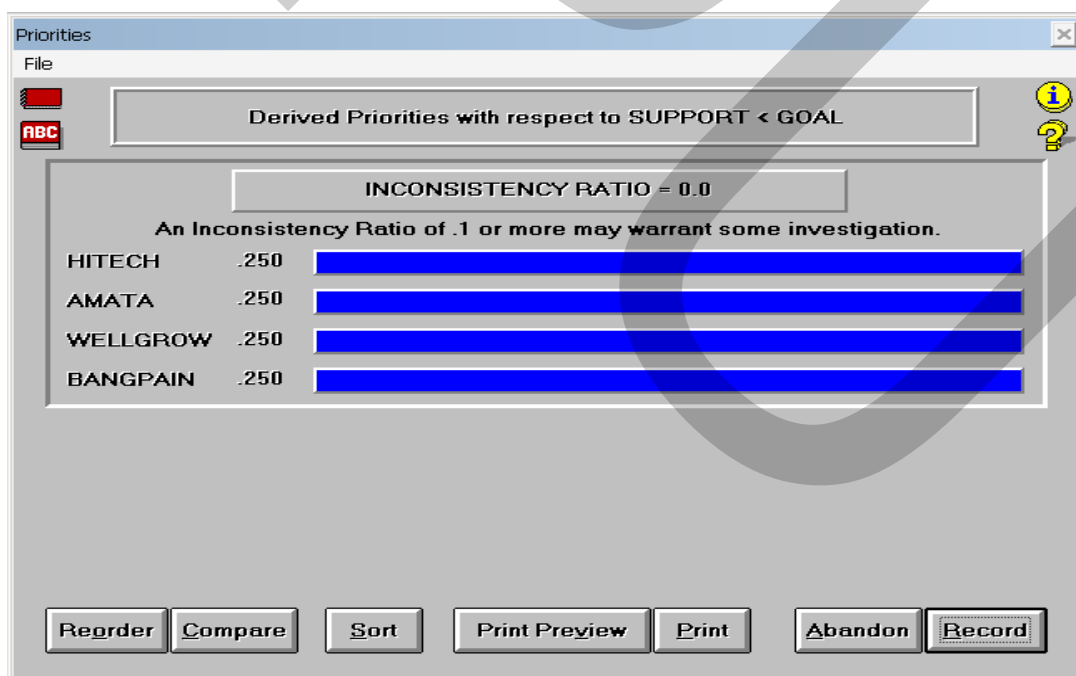 Priorities
File
ABC
Derived Priorities with respect to SUPPORT < GOAL
i
?
INCONSISTENCY RATIO = 0.0
An Inconsistency Ratio of .1 or more may warrant some investigation.
HITECH .250
AMATA .250
WELLGROW .250
BANGPAIN .250
Reorder Compare Sort Print Preview Print Abandon Record